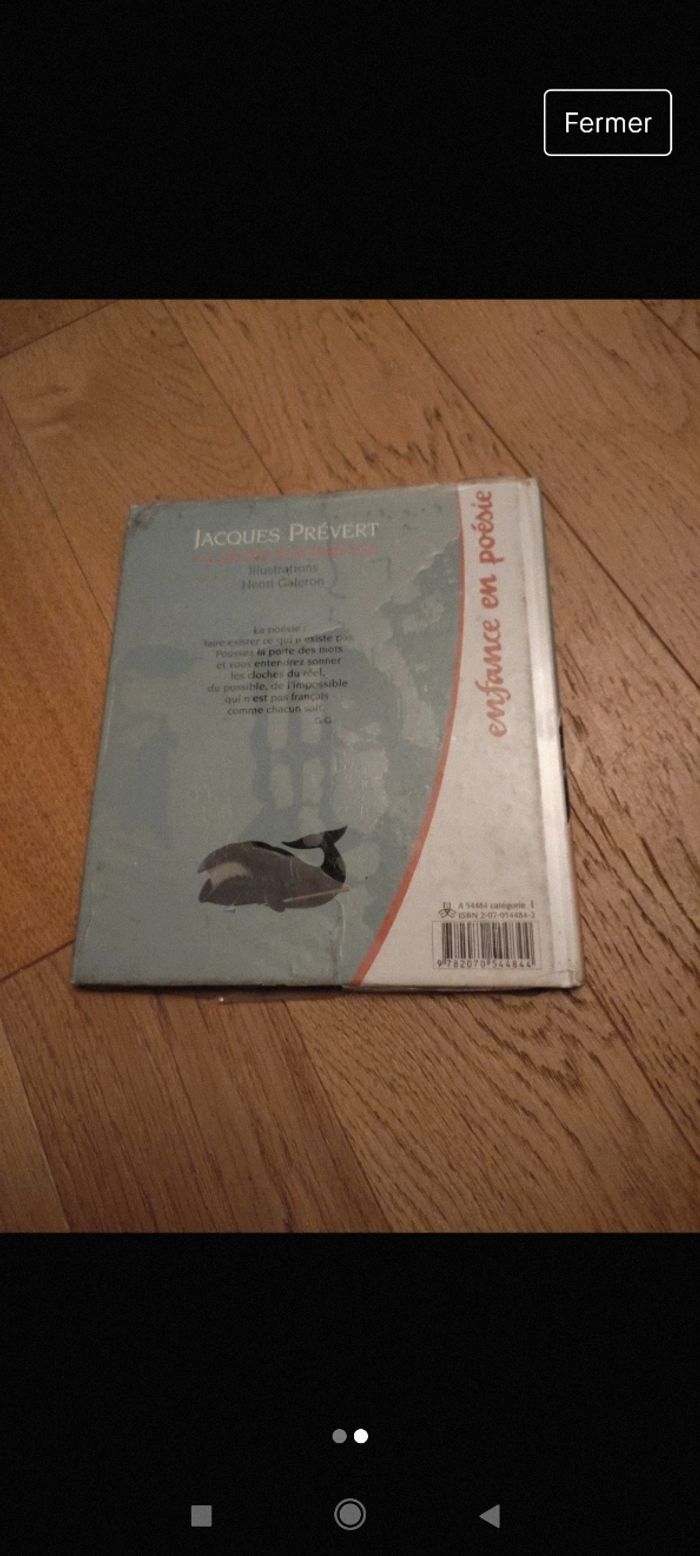 Fermer
JACQUES PRÉVERT
Illustrations
Henri Galeron
La poésie :
faire exister ce qui n'existe pas.
Poussez la porte des mots
et vous entendrez sonner
les cloches du réel,
du possible, de l'impossible
qui n'est pas français
comme chacun sait.
G.G.
enfance en poésie
A 54484 catégorie 1
ISBN 2-07-054484-2
9 782070 544844